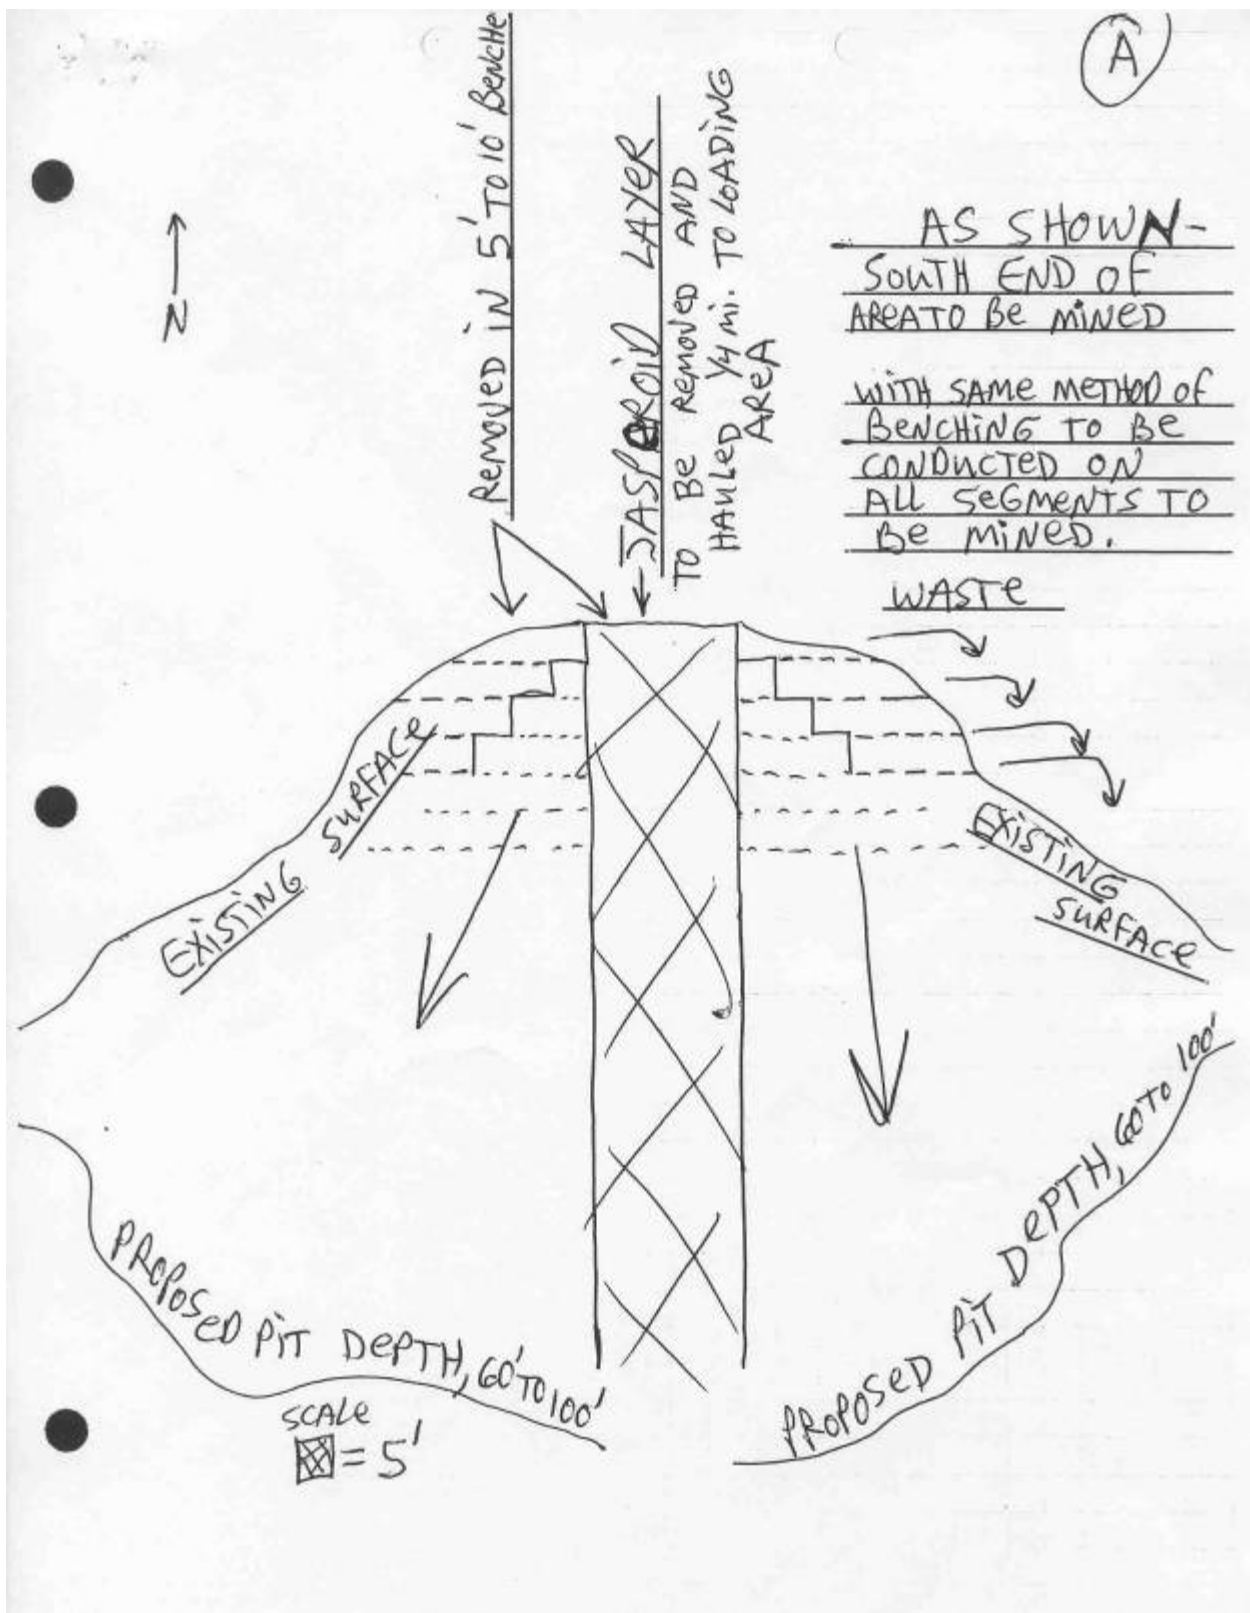 A
N
Removed in 5' TO 10' Benche
JASPEROID LAYER
TO BE REMOVED AND
HAULED 1/4 mi. TO LOADING
AREA
AS SHOWN-
SOUTH END OF
AREA TO Be MINED
WITH SAME METHOD OF
BENCHING TO BE
CONDUCTED ON
ALL SEGMENTS TO
Be MINED.
WASTE
EXISTING SURFACE
EXISTING
SURFACE
PROPOSED PIT DEPTH, 60' TO 100'
PROPOSED PIT DEPTH, 60 TO 100'
SCALE
= 5'